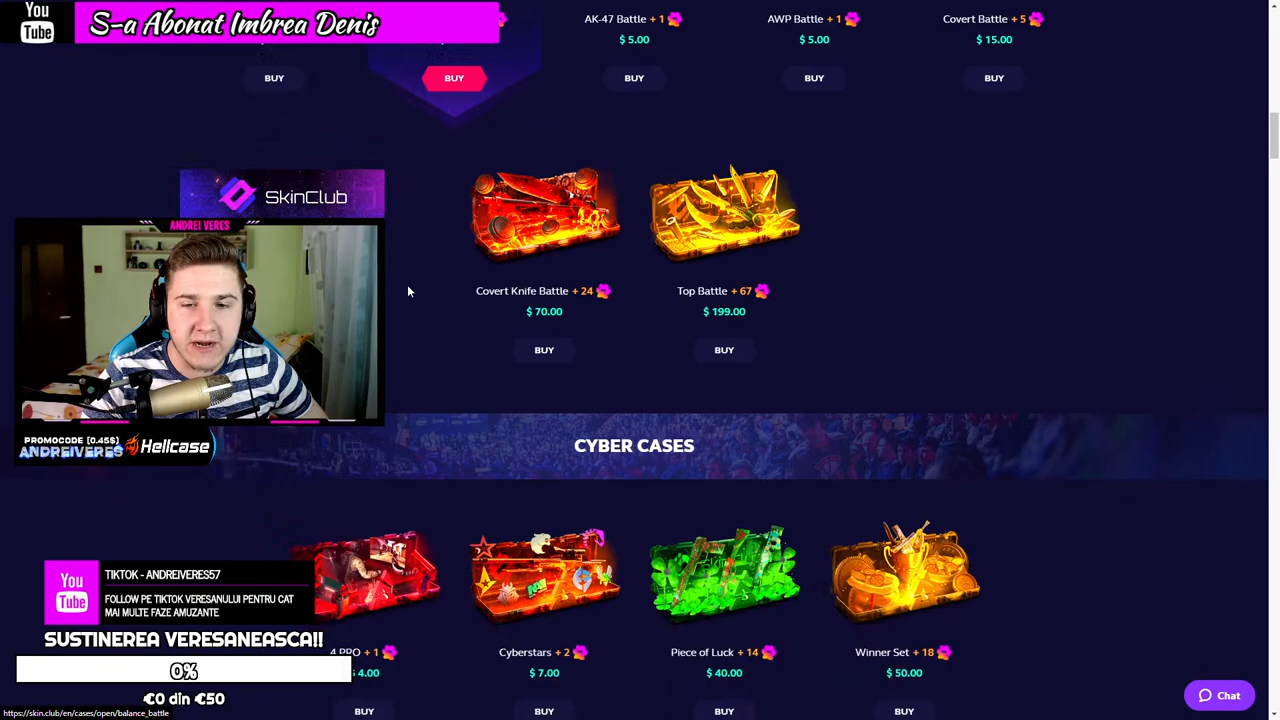 You
Tube
S-a Abonat Imbrea Denis
AK-47 Battle + 1
$ 5.00
BUY
AWP Battle + 1
$ 5.00
BUY
Covert Battle + 5
$ 15.00
BUY
BUY
BUY
SkinClub
ANDREI VERES
Covert Knife Battle + 24
$ 70.00
BUY
Top Battle + 67
$ 199.00
BUY
PROMOCODE [0.45$]
ANDREIVERES
Hellcase
CYBER CASES
You
Tube
TIKTOK - ANDREIVERES57
FOLLOW PE TIKTOK VERESANULUI PENTRU CAT
MAI MULTE FAZE AMUZANTE
SUSTINEREA VERESANEASCA!!
0%
€0 din €50
PRO + 1
4.00
BUY
Cyberstars + 2
$ 7.00
BUY
Piece of Luck + 14
$ 40.00
BUY
Winner Set + 18
$ 50.00
BUY
Chat
https://skin.club/en/cases/open/balance_battle